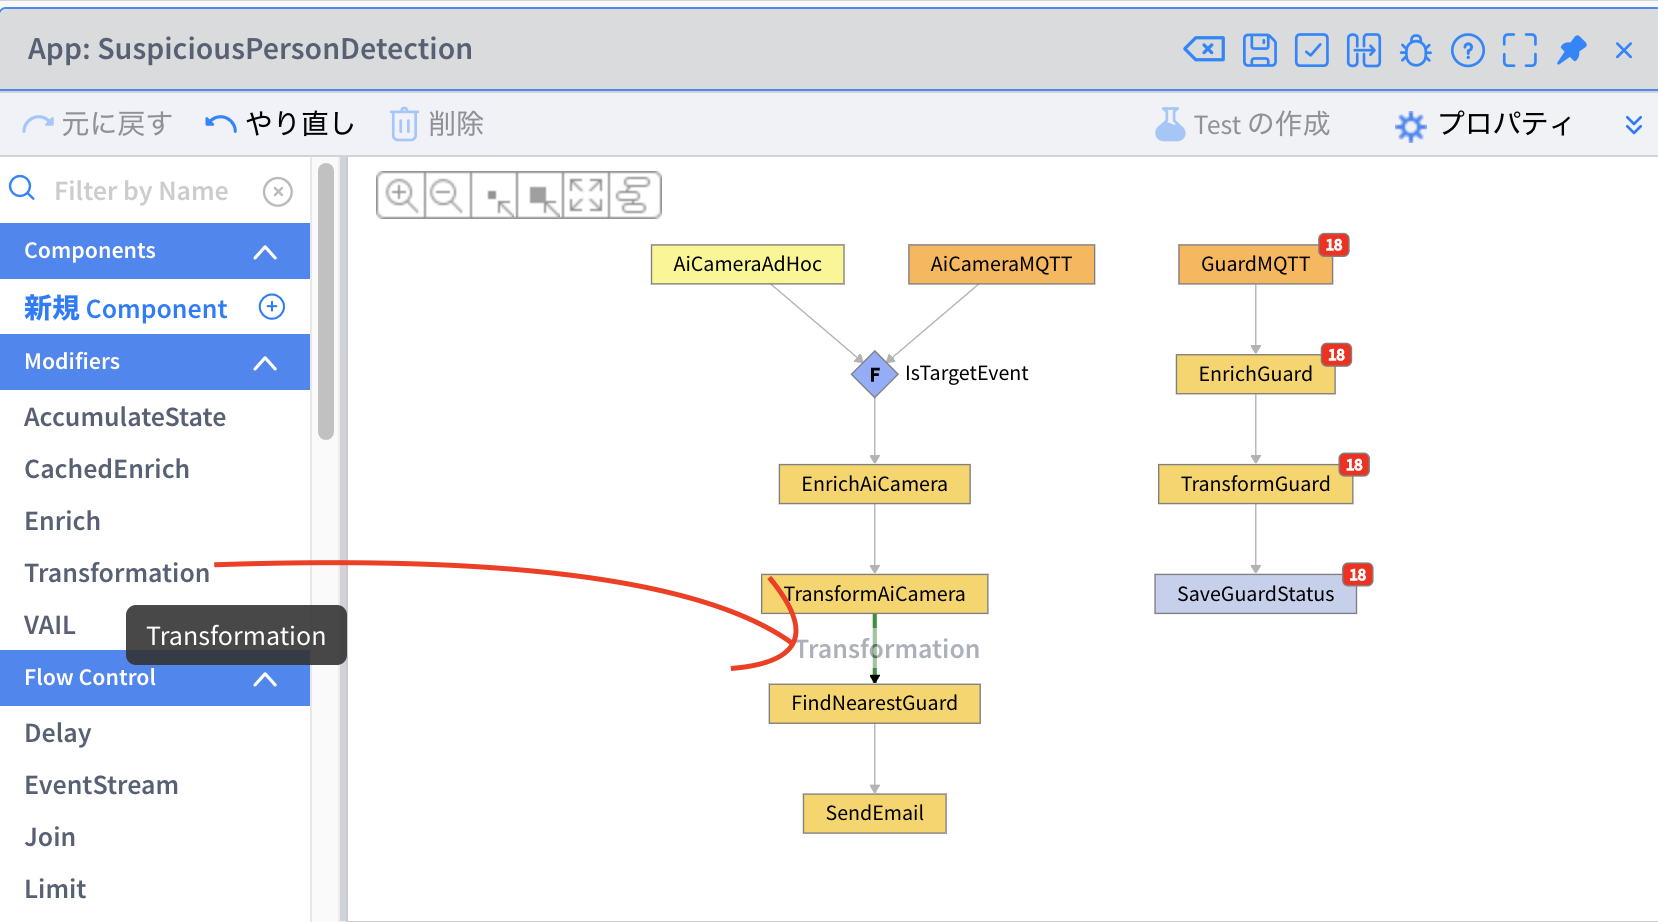 App: SuspiciousPersonDetection
元に戻す やり直し 削除 Test の作成 プロパティ
Filter by Name
Components
新規 Component
Modifiers
AccumulateState
CachedEnrich
Enrich
Transformation
VAIL
Transformation
Flow Control
Delay
EventStream
Join
Limit
AiCameraAdHoc
AiCameraMQTT
F
IsTargetEvent
EnrichAiCamera
TransformAiCamera
Transformation
FindNearestGuard
SendEmail
GuardMQTT
18
EnrichGuard
18
TransformGuard
18
SaveGuardStatus
18